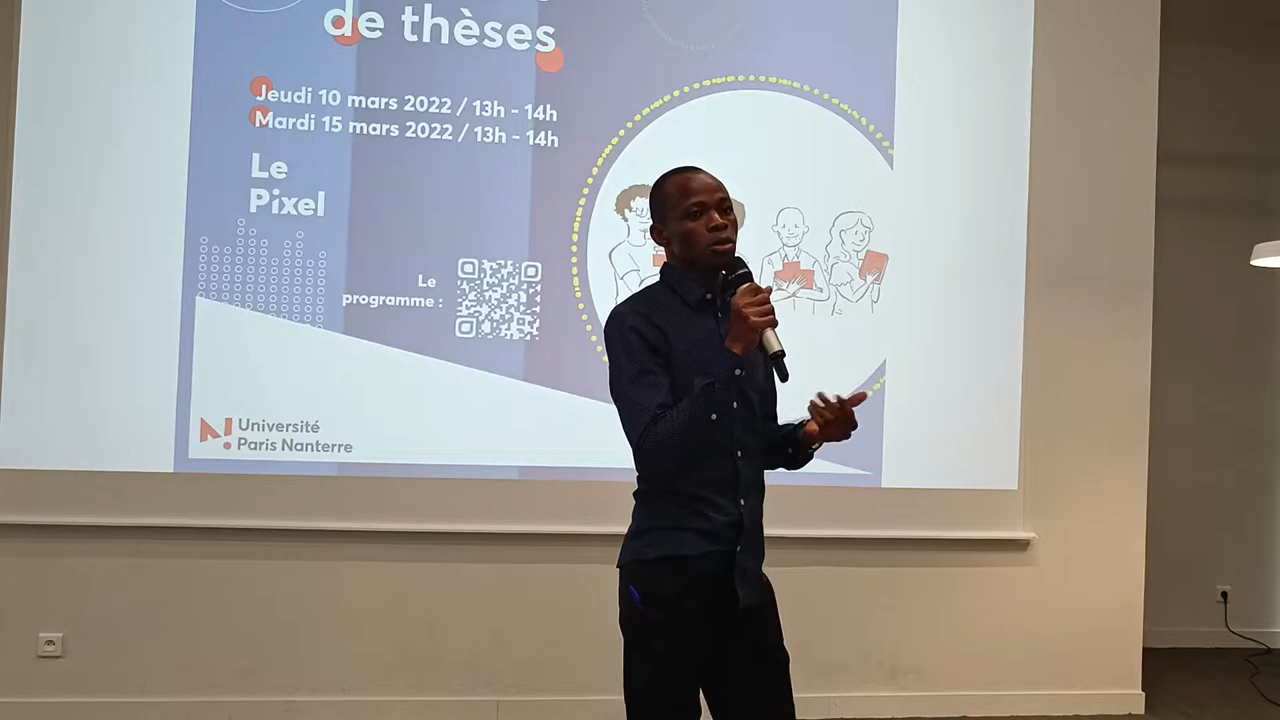 de thèses
Jeudi 10 mars 2022 / 13h - 14h
Mardi 15 mars 2022 / 13h - 14h
Le
Pixel
Le
programme :
Université
Paris Nanterre